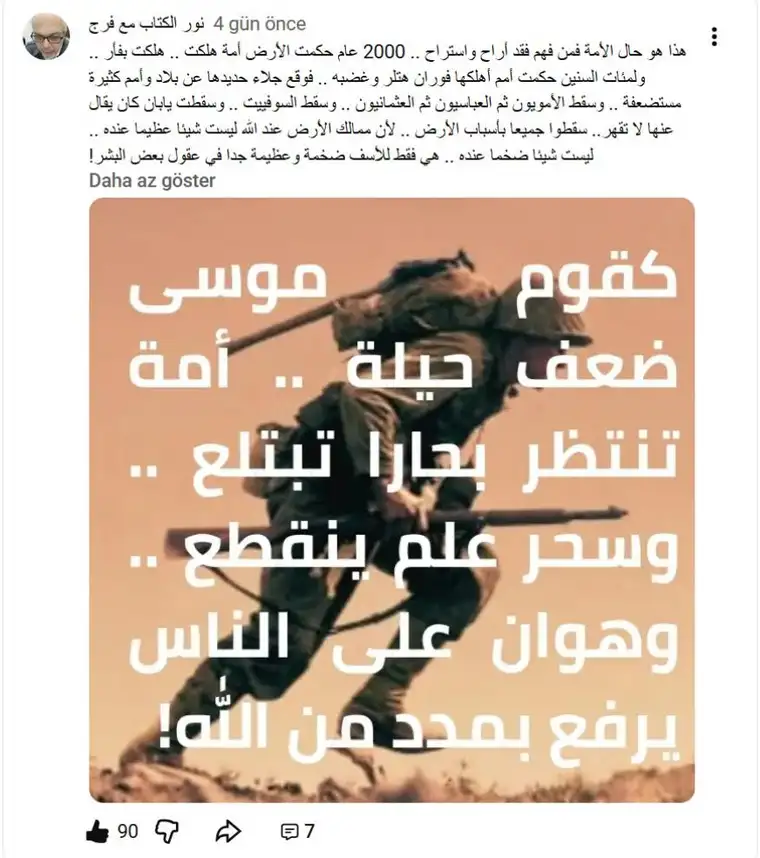 نور الكتاب مع فرج 4 gün önce
هذا هو حال الأمة فمن فهم فقد أراح واستراح .. 2000 عام حكمت الأرض أمة هلكت .. هلكت بفأر ..
ولمئات السنين حكمت أمم أهلكها فوران هتلر وغضبه .. فوقع جلاء حديدها عن بلاد وأمم كثيرة
مستضعفة .. وسقط الأمويون ثم العباسيون ثم العثمانيون .. وسقط السوفييت .. وسقطت يابان كان يقال
عنها لا تقهر.. سقطوا جميعا بأسباب الأرض .. لأن ممالك الأرض عند الله ليست شيئا عظيما عنده ..
ليست شيئا ضخما عنده .. هي فقط للأسف ضخمة وعظيمة جدا في عقول بعض البشر!
Daha az göster
كقوم موسى
ضعف حيلة .. أمة
تنتظر بحارا تبتلع ..
وسحر علم ينقطع ..
وهوان على الناس
يرفع بمدد من الله!
90 7